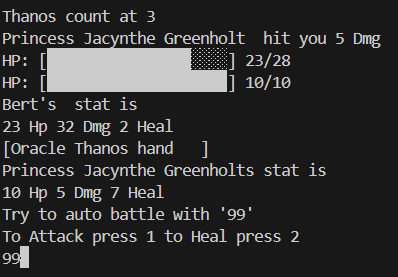 Thanos count at 3
Princess Jacynthe Greenholt  hit you 5 Dmg
HP: [████████████████████░░░░░] 23/28
HP: [█████████████████████████] 10/10
Bert's  stat is
23 Hp 32 Dmg 2 Heal
[Oracle Thanos hand   ]
Princess Jacynthe Greenholts stat is
10 Hp 5 Dmg 7 Heal
Try to auto battle with '99'
To Attack press 1 to Heal press 2
99